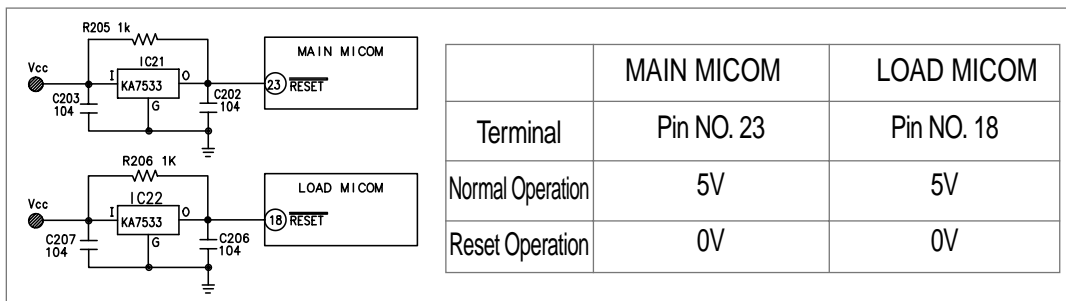 R205 1k
Vcc
IC21
I
O
KA7533
G
C203
104
C202
104
MAIN MICOM
23 RESET
R206 1K
Vcc
IC22
I
O
KA7533
G
C207
104
C206
104
LOAD MICOM
18 RESET
MAIN MICOM LOAD MICOM
Terminal Pin NO. 23 Pin NO. 18
Normal Operation 5V 5V
Reset Operation 0V 0V